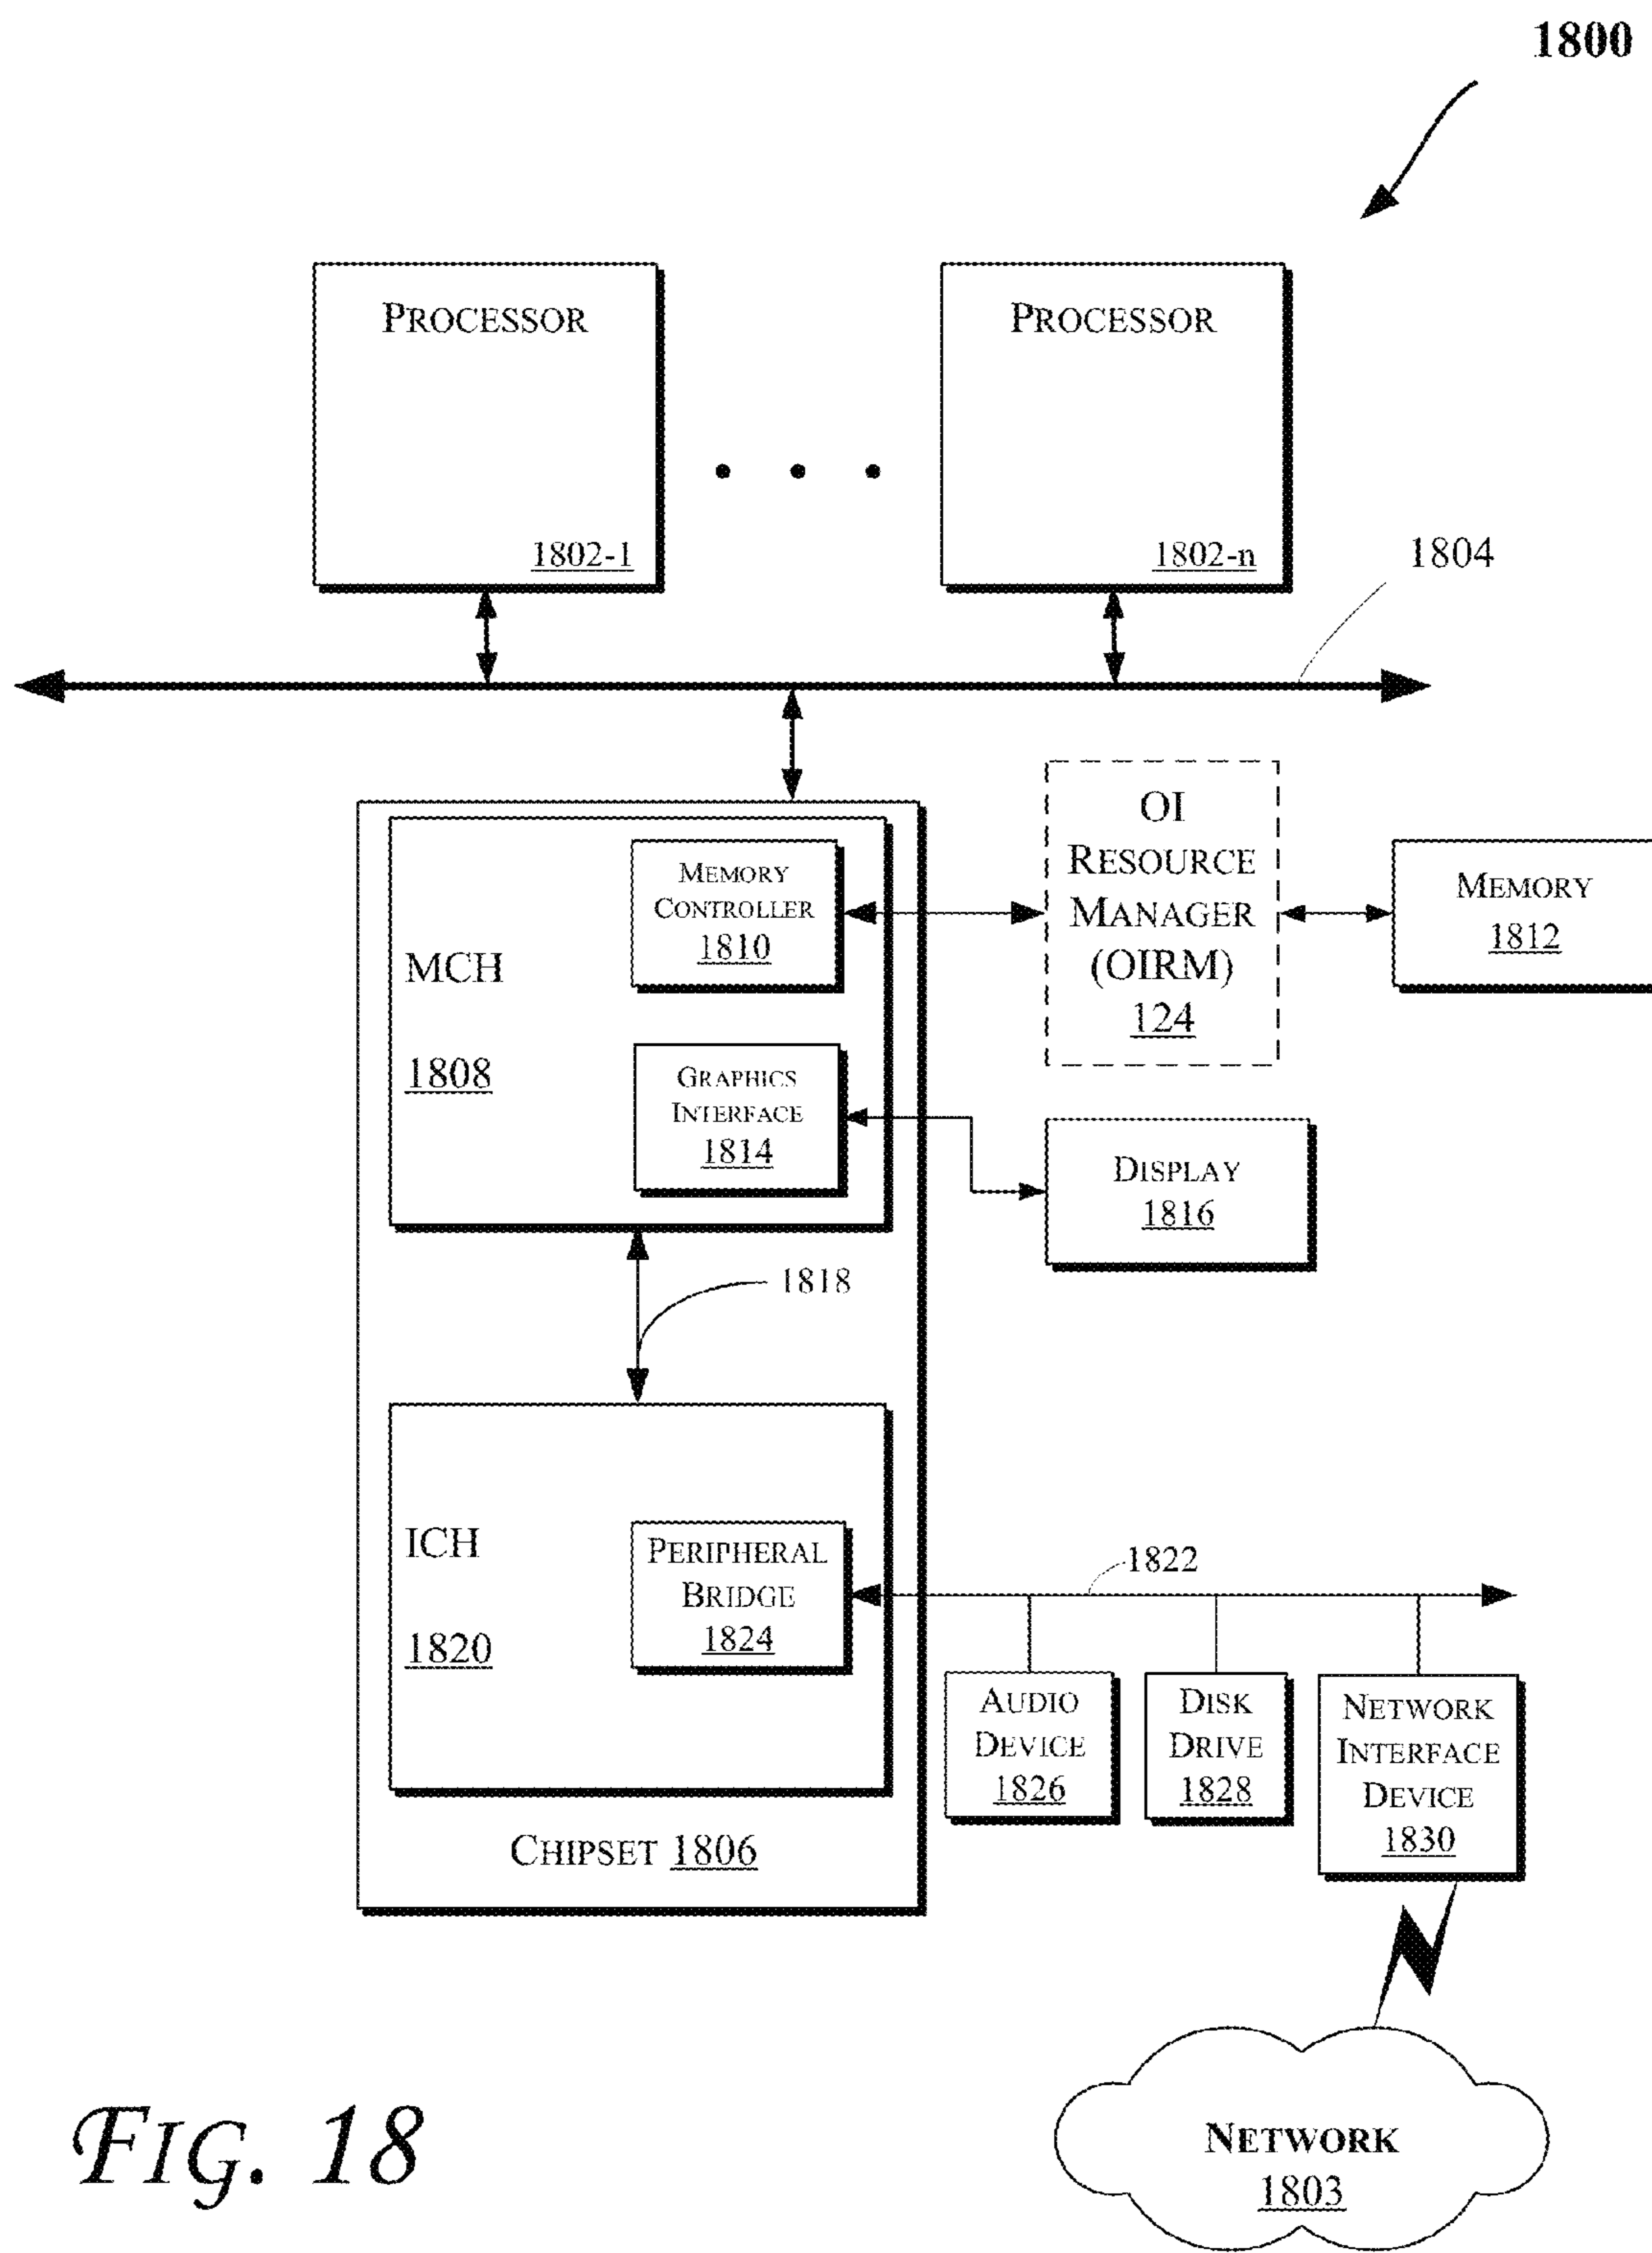 1800
PROCESSOR
1802-1
PROCESSOR
1802-n
1804
MEMORY
CONTROLLER
1810
MCH
1808
GRAPHICS
INTERFACE
1814
OI
RESOURCE
MANAGER
(OIRM)
124
MEMORY
1812
DISPLAY
1816
1818
ICH
1820
PERIPHERAL
BRIDGE
1824
1822
AUDIO
DEVICE
1826
DISK
DRIVE
1828
NETWORK
INTERFACE
DEVICE
1830
CHIPSET 1806
NETWORK
1803
FIG. 18